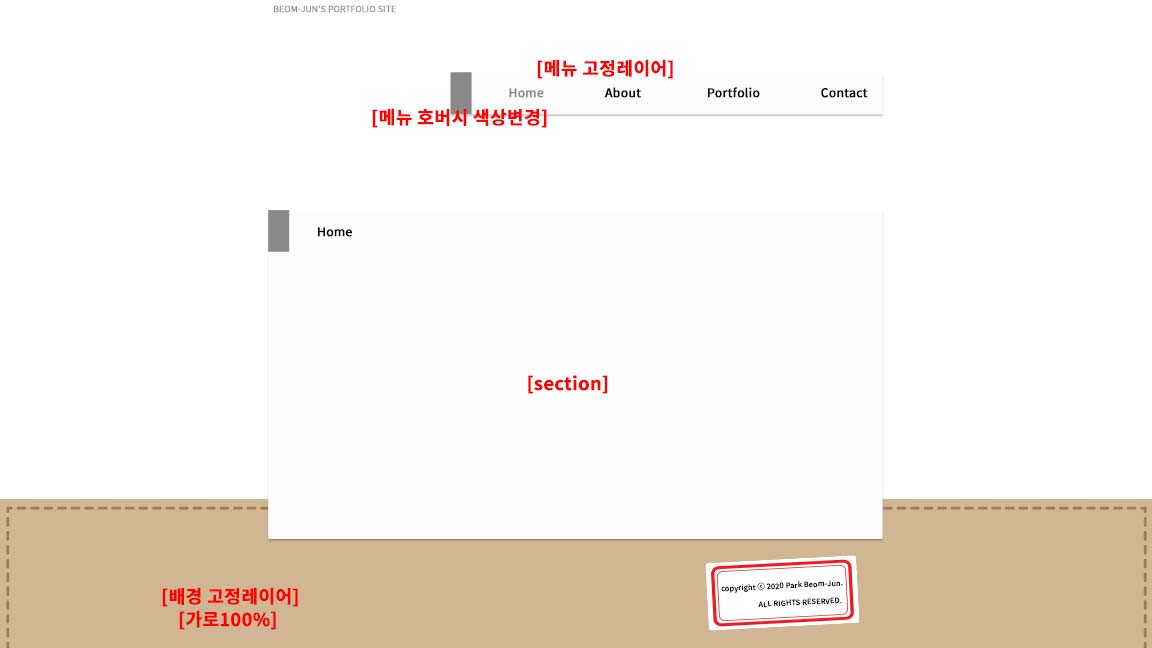 BEOM-JUN'S PORTFOLIO SITE
[메뉴 고정레이어]
Home About Portfolio Contact
[메뉴 호버시 색상변경]
Home
[section]
copyright ⓒ 2020 Park Beom-Jun.
ALL RIGHTS RESERVED.
[배경 고정레이어]
[가로100%]